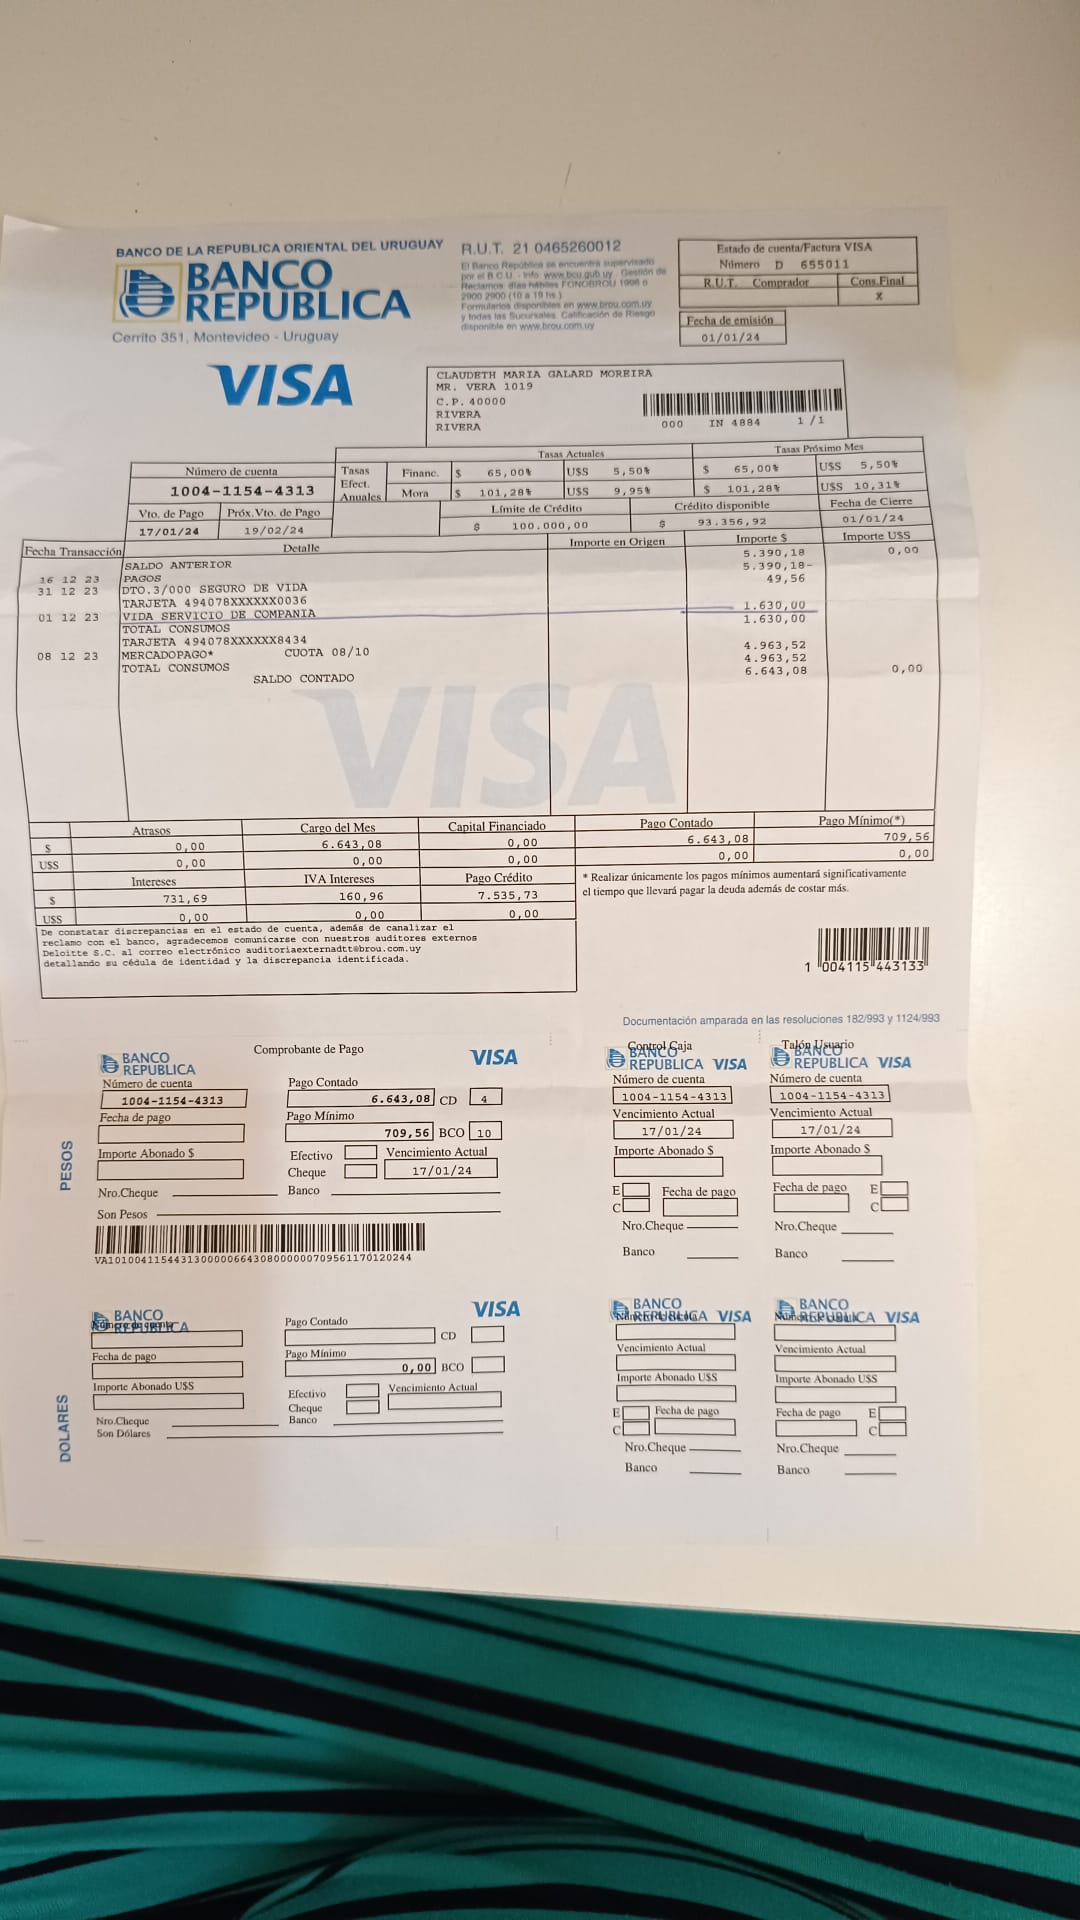 BANCO DE LA REPUBLICA ORIENTAL DEL URUGUAY
BANCO
REPUBLICA
Cerrito 351, Montevideo - Uruguay
R.U.T. 21 0465260012
El Banco República se encuentra supervisado
por el B.C.U. - Info. www.bcu.gub.uy Gestión de
Reclamos: días hábiles FONOBROU 1996 o
2900 2900 (10 a 19 hs.)
Formularios disponibles en www.brou.com.uy
y todas las Sucursales. Calificación de Riesgo
disponible en www.brou.com.uy
Estado de cuenta/Factura VISA
Número D 655011
R.U.T. Comprador Cons.Final
X
Fecha de emisión
01/01/24
VISA
CLAUDETH MARIA GALARD MOREIRA
MR. VERA 1019
C.P. 40000
RIVERA
RIVERA
000 IN 4884 1/1
Tasas Actuales Tasas Próximo Mes
Número de cuenta
1004-1154-4313
Tasas
Efect.
Anuales
Financ. $ 65,00% U$S 5,50% $ 65,00% U$S 5,50%
Mora $ 101,28% U$S 9,95% $ 101,28% U$S 10,31%
Vto. de Pago Próx.Vto. de Pago Límite de Crédito Crédito disponible Fecha de Cierre
17/01/24 19/02/24 $ 100.000,00 $ 93.356,92 01/01/24
Fecha Transacción Detalle Importe en Origen Importe $ Importe U$S
SALDO ANTERIOR 5.390,18 0,00
16 12 23 PAGOS 5.390,18-
31 12 23 DTO.3/000 SEGURO DE VIDA 49,56
TARJETA 494078XXXXXX0036
01 12 23 VIDA SERVICIO DE COMPANIA 1.630,00
TOTAL CONSUMOS 1.630,00
TARJETA 494078XXXXXX8434
08 12 23 MERCADOPAGO* CUOTA 08/10 4.963,52
TOTAL CONSUMOS 4.963,52
SALDO CONTADO 6.643,08 0,00
VISA
Atrasos Cargo del Mes Capital Financiado Pago Contado Pago Mínimo(*)
$ 0,00 6.643,08 0,00 6.643,08 709,56
U$S 0,00 0,00 0,00 0,00 0,00
Intereses IVA Intereses Pago Crédito
$ 731,69 160,96 7.535,73
U$S 0,00 0,00 0,00
* Realizar únicamente los pagos mínimos aumentará significativamente
el tiempo que llevará pagar la deuda además de costar más.
De constatar discrepancias en el estado de cuenta, además de canalizar el
reclamo con el banco, agradecemos comunicarse con nuestros auditores externos
Deloitte S.C. al correo electrónico auditoriaexternadtt@brou.com.uy
detallando su cédula de identidad y la discrepancia identificada.
1 004115 443133
Documentación amparada en las resoluciones 182/993 y 1124/993
BANCO
REPUBLICA
Comprobante de Pago
VISA
Número de cuenta
1004-1154-4313
Fecha de pago
Importe Abonado $
Nro.Cheque
Son Pesos
Pago Contado
6.643,08 CD 4
Pago Mínimo
709,56 BCO 10
Efectivo Vencimiento Actual
Cheque 17/01/24
Banco
PESOS
VA10100411544313000006643080000000709561170120244
Control Caja
BANCO
REPUBLICA VISA
Número de cuenta
1004-1154-4313
Vencimiento Actual
17/01/24
Importe Abonado $
E Fecha de pago
C
Nro.Cheque
Banco
Talón Usuario
BANCO
REPUBLICA VISA
Número de cuenta
1004-1154-4313
Vencimiento Actual
17/01/24
Importe Abonado $
Fecha de pago E
C
Nro.Cheque
Banco
BANCO
REPUBLICA
Número de cuenta
Fecha de pago
Importe Abonado U$S
Nro.Cheque
Son Dólares
VISA
Pago Contado
CD
Pago Mínimo
0,00 BCO
Efectivo Vencimiento Actual
Cheque
Banco
DOLARES
BANCO
REPUBLICA VISA
Vencimiento Actual
Importe Abonado U$S
E Fecha de pago
C
Nro.Cheque
Banco
BANCO
REPUBLICA VISA
Vencimiento Actual
Importe Abonado U$S
Fecha de pago E
C
Nro.Cheque
Banco